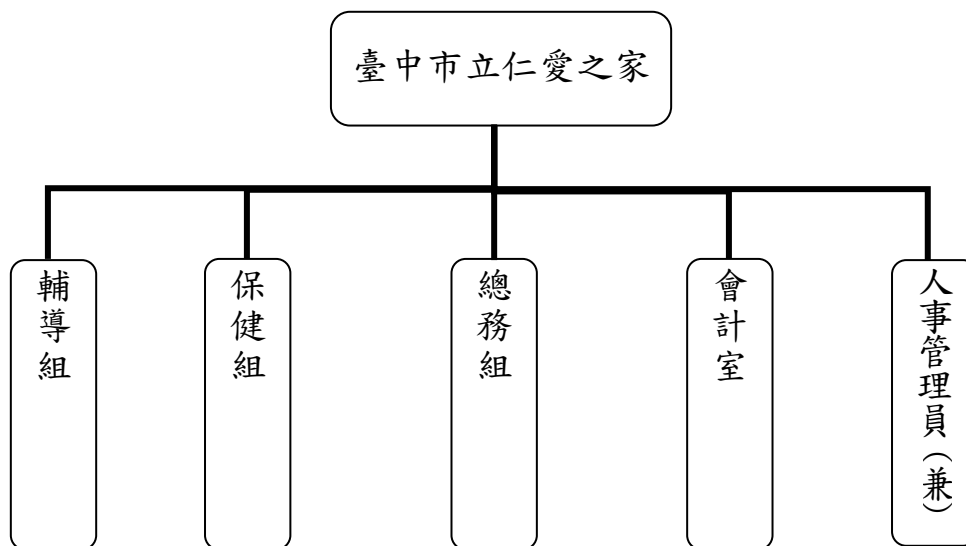 臺中市立仁愛之家
輔導組
保健組
總務組
會計室
人事管理員(兼)